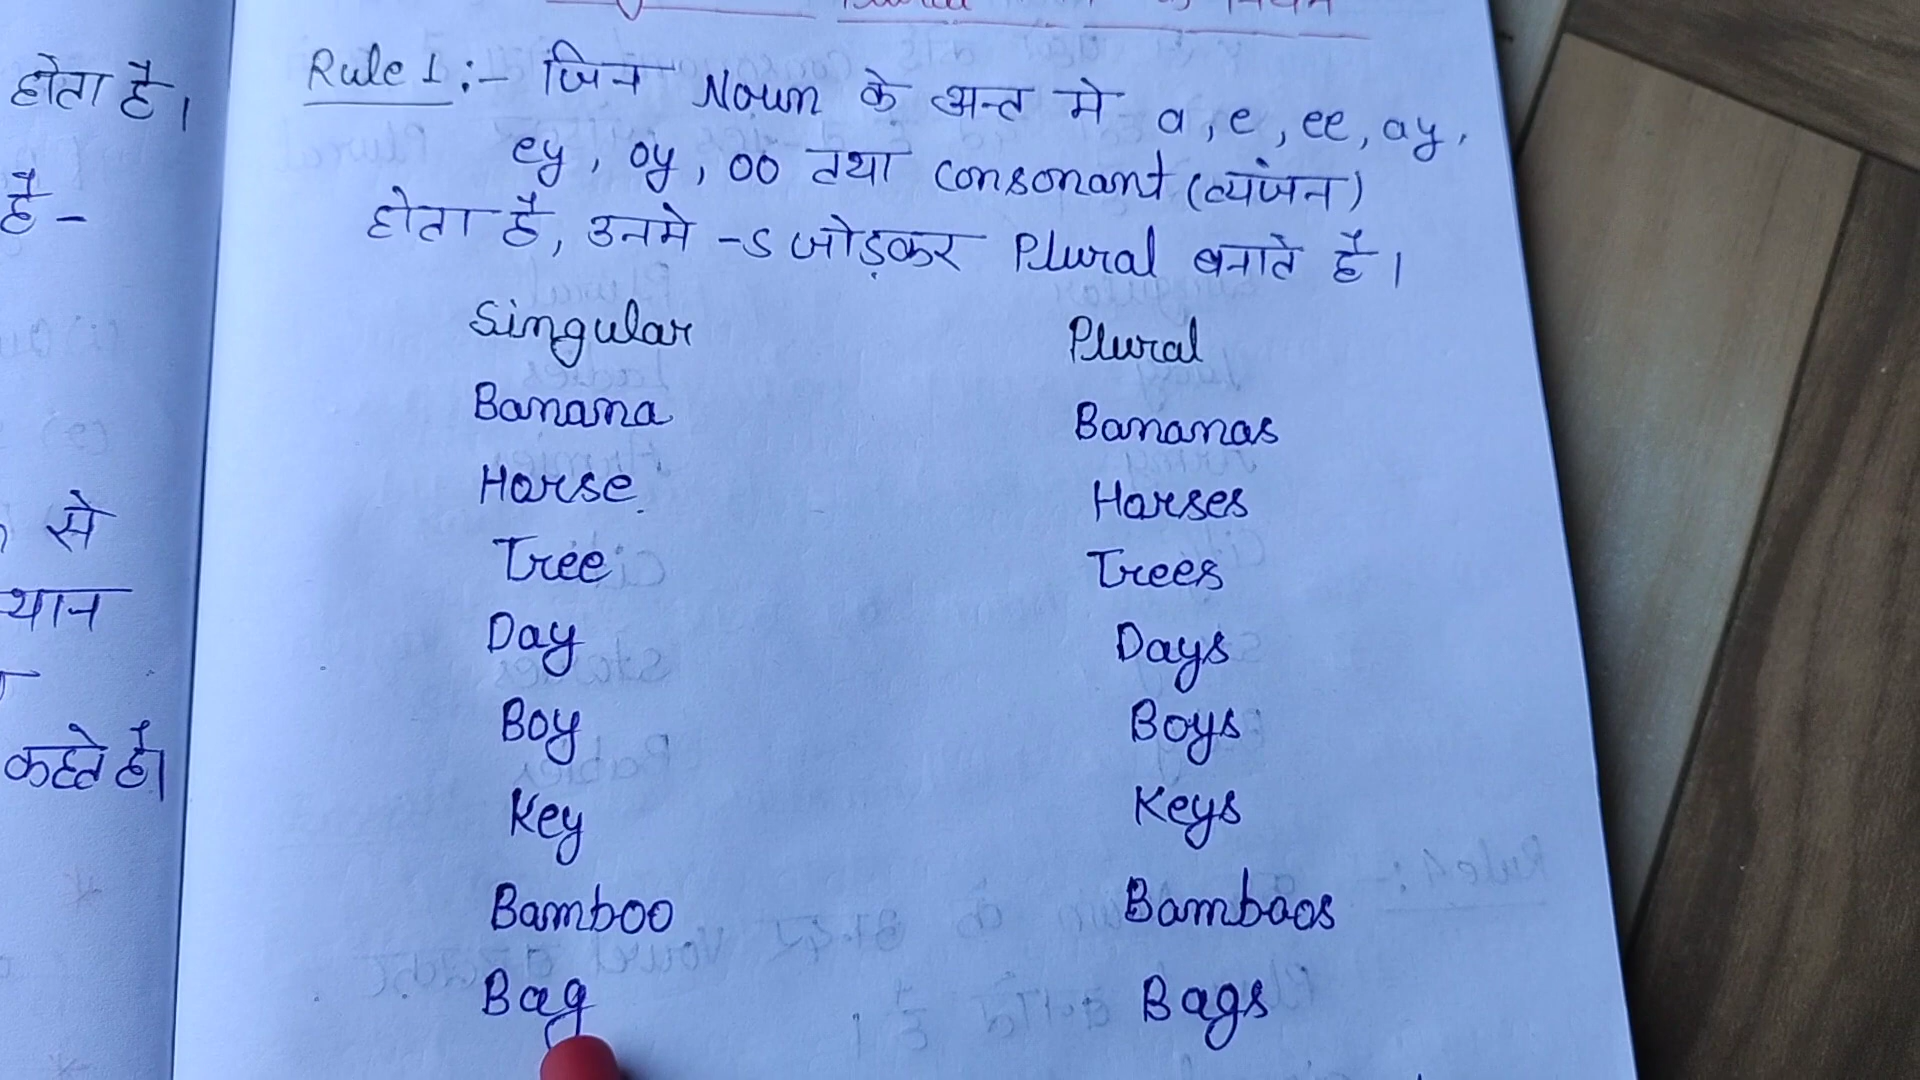 होता है।
है -
से
कहते है।
Rule 1 :- जिन Noun के अन्त मे a, e, ee, ay,
ey, oy, oo तथा consonant (व्यंजन)
होता है, उनमे -s जोड़कर Plural बनाते है।
Singular Plural
Banana Bananas
Horse Horses
Tree Trees
Day Days
Boy Boys
Key Keys
Bamboo Bamboos
Bag Bags